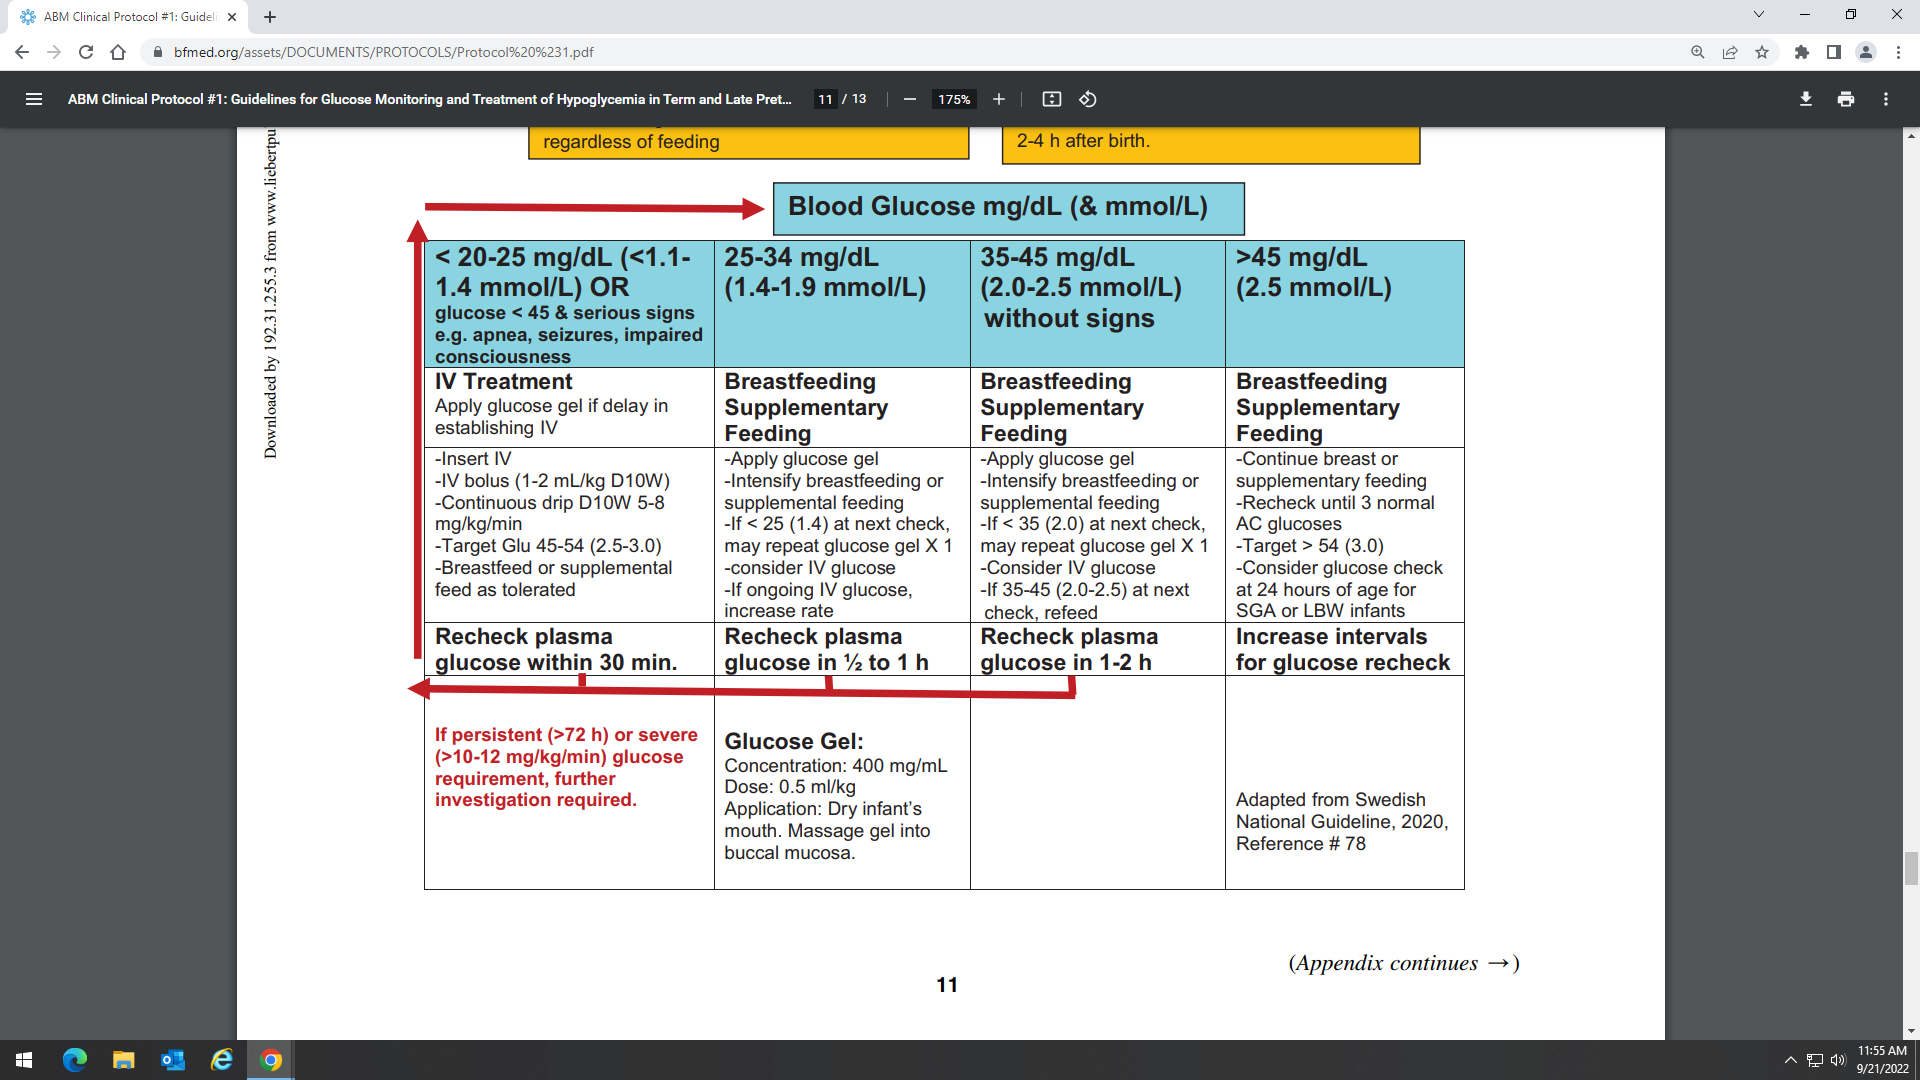 ABM Clinical Protocol #1: Guideli
bfmed.org/assets/DOCUMENTS/PROTOCOLS/Protocol%20%231.pdf
ABM Clinical Protocol #1: Guidelines for Glucose Monitoring and Treatment of Hypoglycemia in Term and Late Pret... 11 / 13 175%
Downloaded by 192.31.255.3 from www.liebertpu
regardless of feeding
2-4 h after birth.
Blood Glucose mg/dL (& mmol/L)
< 20-25 mg/dL (<1.1-
1.4 mmol/L) OR
glucose < 45 & serious signs
e.g. apnea, seizures, impaired
consciousness
25-34 mg/dL
(1.4-1.9 mmol/L)
35-45 mg/dL
(2.0-2.5 mmol/L)
without signs
>45 mg/dL
(2.5 mmol/L)
IV Treatment
Apply glucose gel if delay in
establishing IV
Breastfeeding
Supplementary
Feeding
Breastfeeding
Supplementary
Feeding
Breastfeeding
Supplementary
Feeding
-Insert IV
-IV bolus (1-2 mL/kg D10W)
-Continuous drip D10W 5-8
mg/kg/min
-Target Glu 45-54 (2.5-3.0)
-Breastfeed or supplemental
feed as tolerated
-Apply glucose gel
-Intensify breastfeeding or
supplemental feeding
-If < 25 (1.4) at next check,
may repeat glucose gel X 1
-consider IV glucose
-If ongoing IV glucose,
increase rate
-Apply glucose gel
-Intensify breastfeeding or
supplemental feeding
-If < 35 (2.0) at next check,
may repeat glucose gel X 1
-Consider IV glucose
-If 35-45 (2.0-2.5) at next
check, refeed
-Continue breast or
supplementary feeding
-Recheck until 3 normal
AC glucoses
-Target > 54 (3.0)
-Consider glucose check
at 24 hours of age for
SGA or LBW infants
Recheck plasma
glucose within 30 min.
Recheck plasma
glucose in ½ to 1 h
Recheck plasma
glucose in 1-2 h
Increase intervals
for glucose recheck
If persistent (>72 h) or severe
(>10-12 mg/kg/min) glucose
requirement, further
investigation required.
Glucose Gel:
Concentration: 400 mg/mL
Dose: 0.5 ml/kg
Application: Dry infant's
mouth. Massage gel into
buccal mucosa.
Adapted from Swedish
National Guideline, 2020,
Reference # 78
(Appendix continues →)
11
11:55 AM
9/21/2022